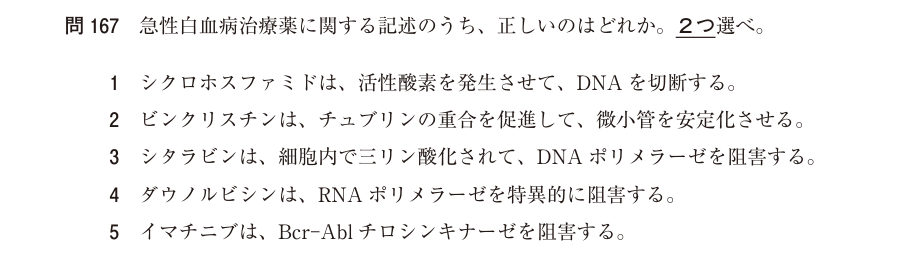 問 167 急性白血病治療薬に関する記述のうち、正しいのはどれか。2つ選べ。
1 シクロホスファミドは、活性酸素を発生させて、DNA を切断する。
2 ビンクリスチンは、チュブリンの重合を促進して、微小管を安定化させる。
3 シタラビンは、細胞内で三リン酸化されて、DNA ポリメラーゼを阻害する。
4 ダウノルビシンは、RNA ポリメラーゼを特異的に阻害する。
5 イマチニブは、Bcr-Abl チロシンキナーゼを阻害する。